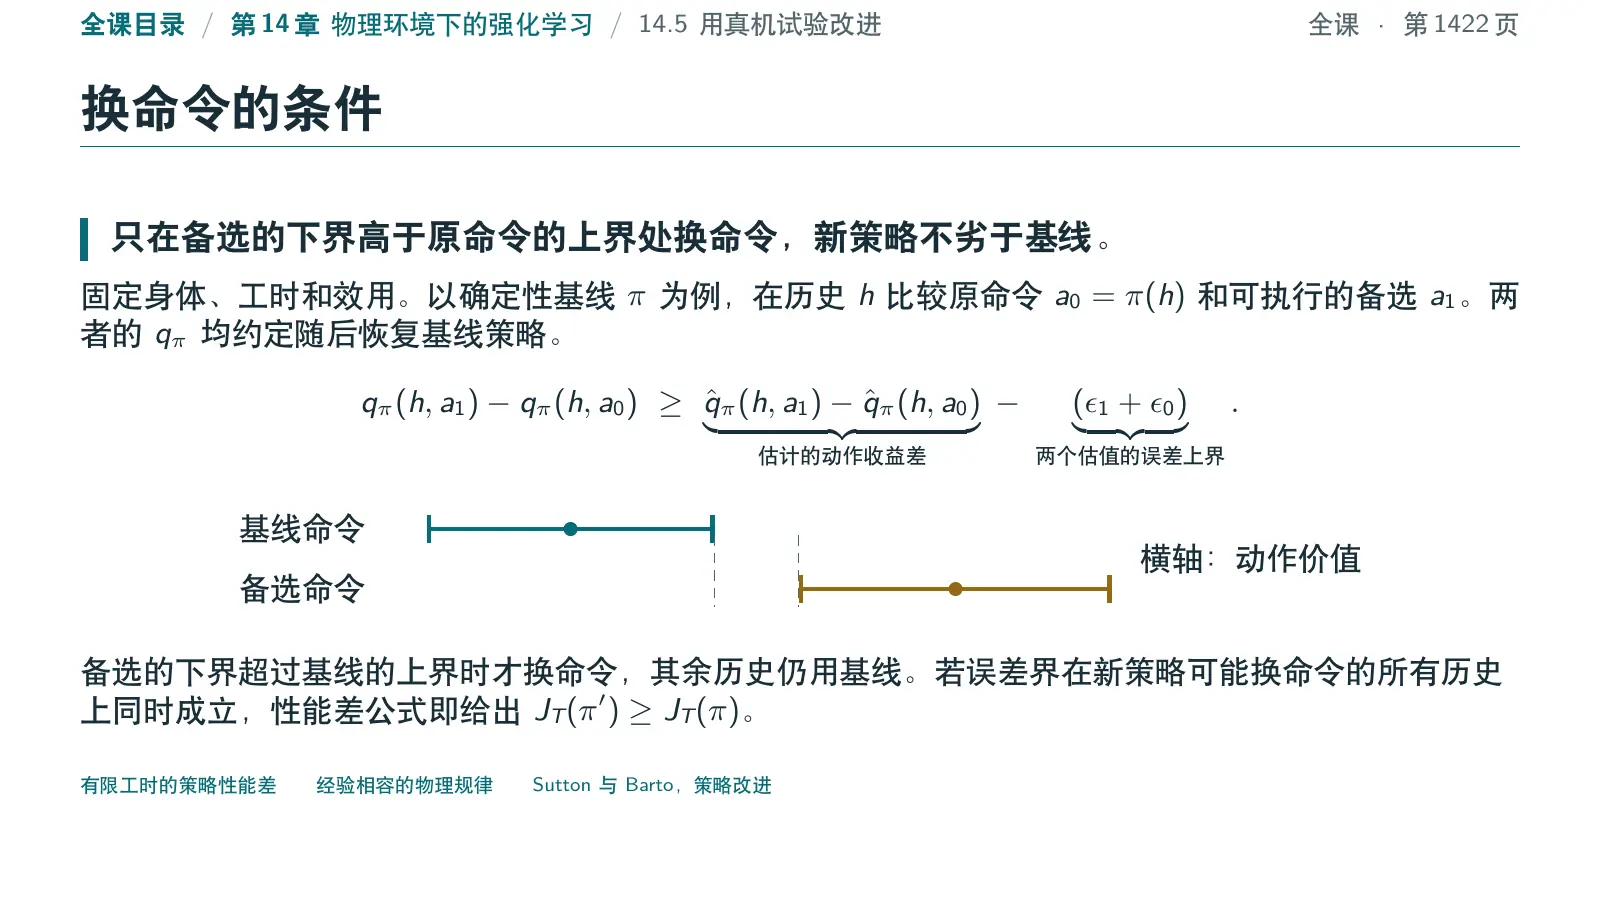 全课目录 / 第 14 章 物理环境下的强化学习 / 14.5 用真机试验改进
全课 · 第 1422 页
换命令的条件
只在备选的下界高于原命令的上界处换命令，新策略不劣于基线。
固定身体、工时和效用。以确定性基线 π 为例，在历史 h 比较原命令 a₀ = π(h) 和可执行的备选 a₁。两
者的 q_π 均约定随后恢复基线策略。
q_π(h, a₁) − q_π(h, a₀) ≥ q̂_π(h, a₁) − q̂_π(h, a₀) − (ϵ₁ + ϵ₀) .
估计的动作收益差 两个估值的误差上界
基线命令
横轴：动作价值
备选命令
备选的下界超过基线的上界时才换命令，其余历史仍用基线。若误差界在新策略可能换命令的所有历史
上同时成立，性能差公式即给出 J_T(π′) ≥ J_T(π)。
有限工时的策略性能差 经验相容的物理规律 Sutton 与 Barto，策略改进